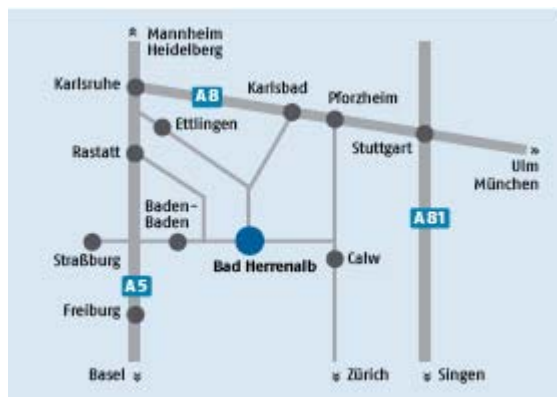 Mannheim
Heidelberg
Karlsruhe
A8
Karlsbad
Pforzheim
Ettlingen
Stuttgart
Rastatt
Ulm
München
Baden-
Baden
A81
Straßburg
Bad Herrenalb
Calw
A5
Freiburg
Basel
Zürich
Singen